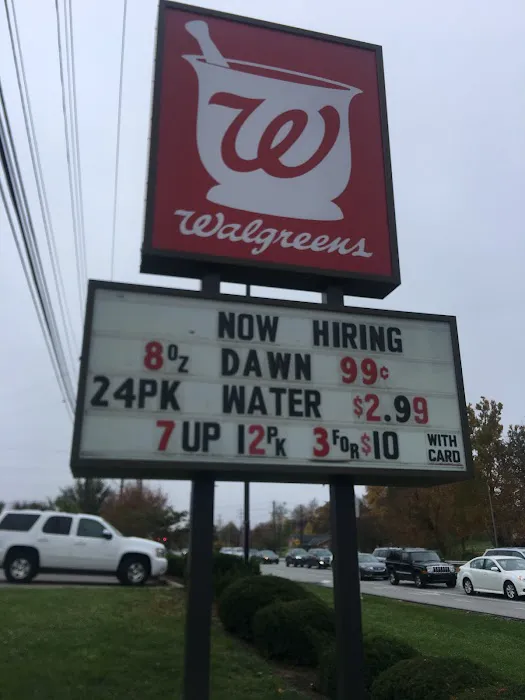 W
Walgreens
NOW HIRING
8oz DAWN 99¢
24PK WATER $2.99
7UP 12PK 3FOR$10 WITH CARD